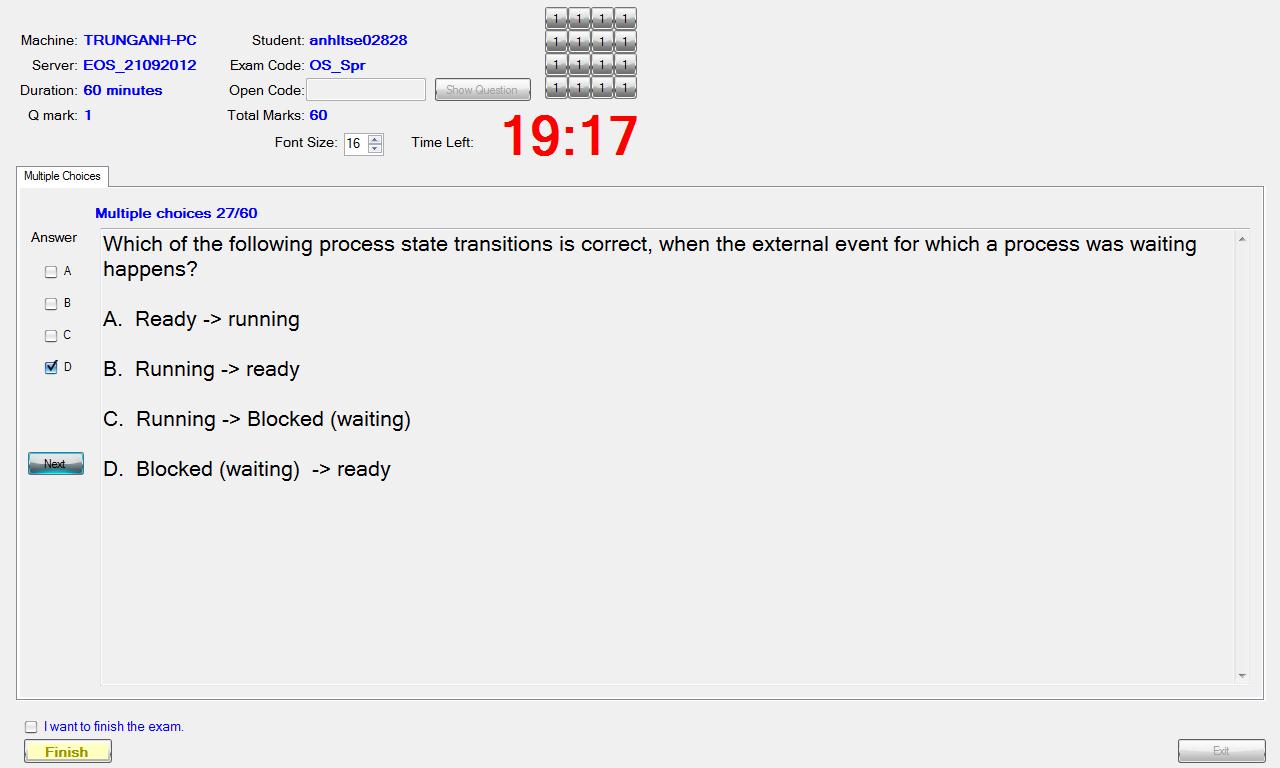 Machine: TRUNGANH-PC Student: anhltse02828
Server: EOS_21092012 Exam Code: OS_Spr
Duration: 60 minutes Open Code: Show Question
Q mark: 1 Total Marks: 60
Font Size: 16 Time Left: 19:17
1 1 1 1
1 1 1 1
1 1 1 1
1 1 1 1
Multiple Choices
Multiple choices 27/60
Answer
A
B
C
D
Next
Which of the following process state transitions is correct, when the external event for which a process was waiting
happens?
A. Ready -> running
B. Running -> ready
C. Running -> Blocked (waiting)
D. Blocked (waiting) -> ready
I want to finish the exam.
Finish
Exit